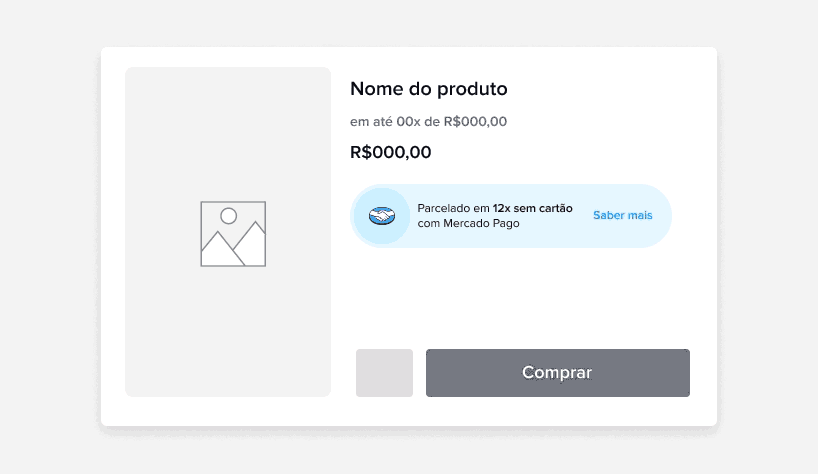 Nome do produto
em até 00x de R$000,00
R$000,00
Parcelado em 12x sem cartão
com Mercado Pago
Saber mais
Comprar